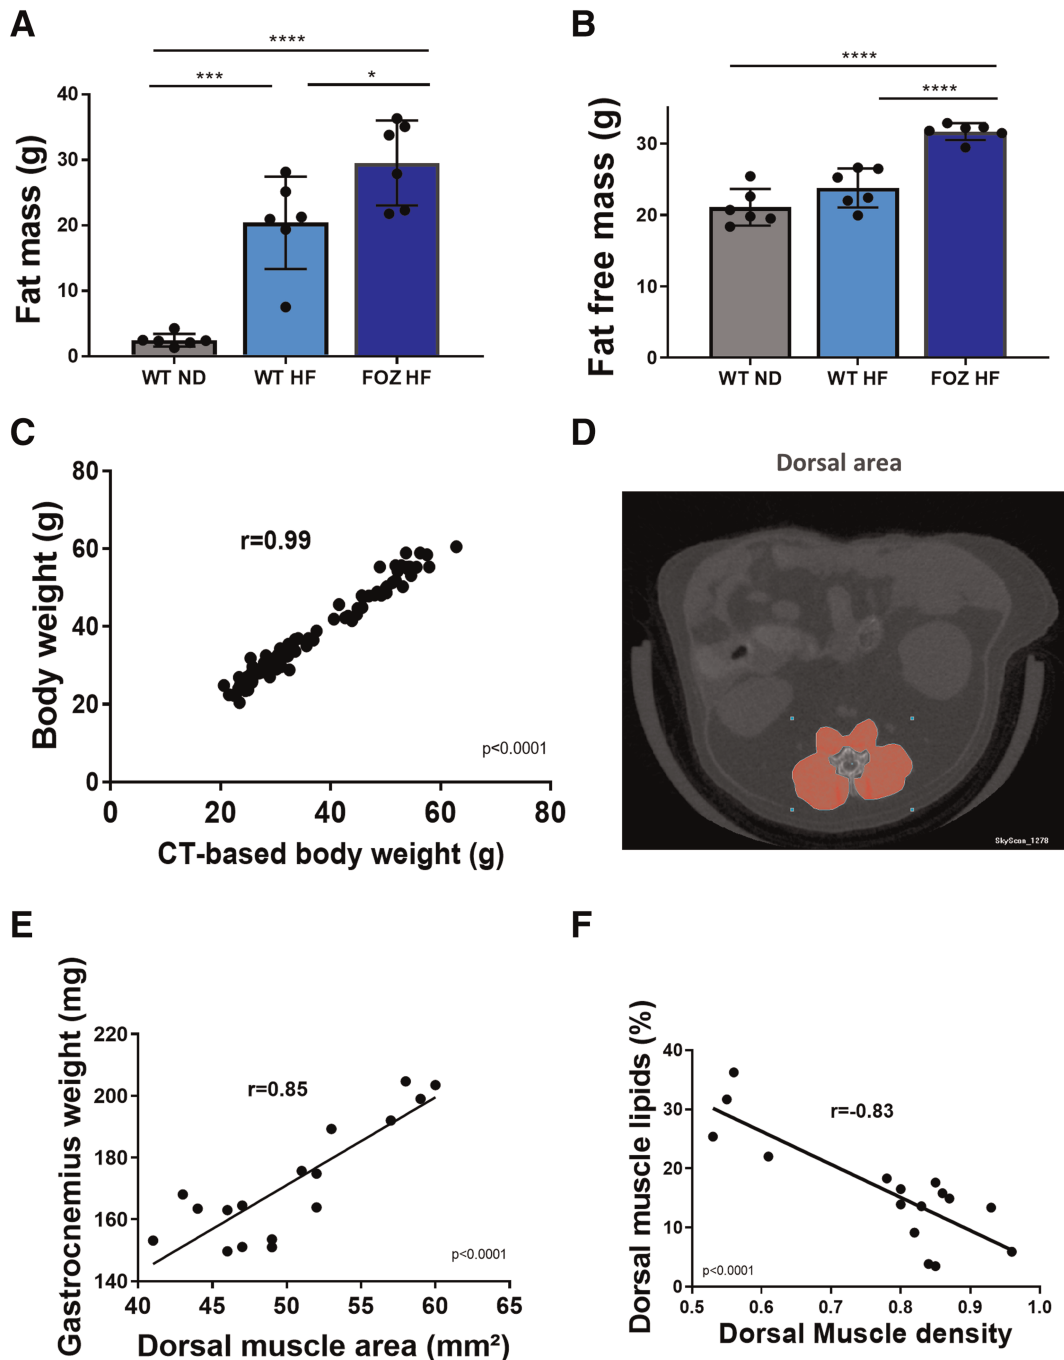 A
****
***
*
Fat mass (g)
40
30
20
10
0
WT ND
WT HF
FOZ HF
B
****
****
Fat free mass (g)
30
20
10
0
WT ND
WT HF
FOZ HF
C
Body weight (g)
80
60
40
20
0
r=0.99
p<0.0001
0
20
40
60
80
CT-based body weight (g)
D
Dorsal area
SkyScan_1278
E
Gastrocnemius weight (mg)
220
200
180
160
140
r=0.85
p<0.0001
40
45
50
55
60
65
Dorsal muscle area (mm²)
F
Dorsal muscle lipids (%)
40
30
20
10
0
r=-0.83
p<0.0001
0.5
0.6
0.7
0.8
0.9
1.0
Dorsal Muscle density